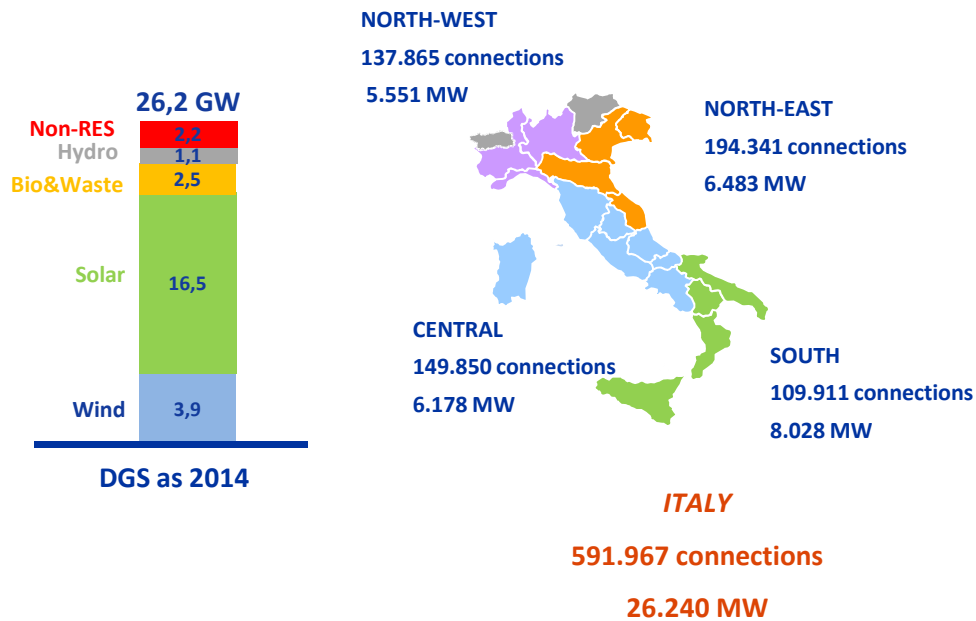 26,2 GW
Non-RES
2,2
Hydro
1,1
Bio&Waste
2,5
Solar
16,5
Wind
3,9
DGS as 2014
NORTH-WEST
137.865 connections
5.551 MW
NORTH-EAST
194.341 connections
6.483 MW
CENTRAL
149.850 connections
6.178 MW
SOUTH
109.911 connections
8.028 MW
ITALY
591.967 connections
26.240 MW